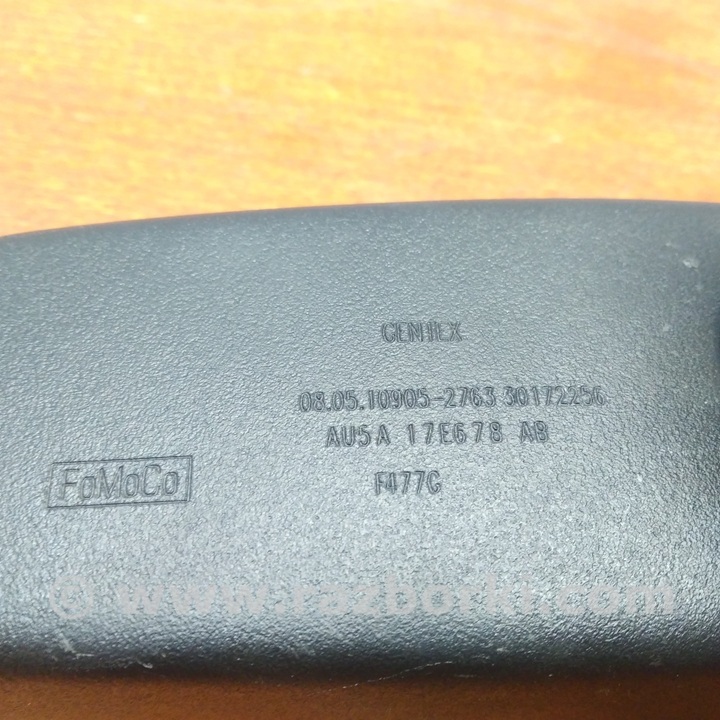 GENTEX
08.05.10905-2763 30172256
AU5A 17E678 AB
FoMoCo
F477G
© www.razborki.com